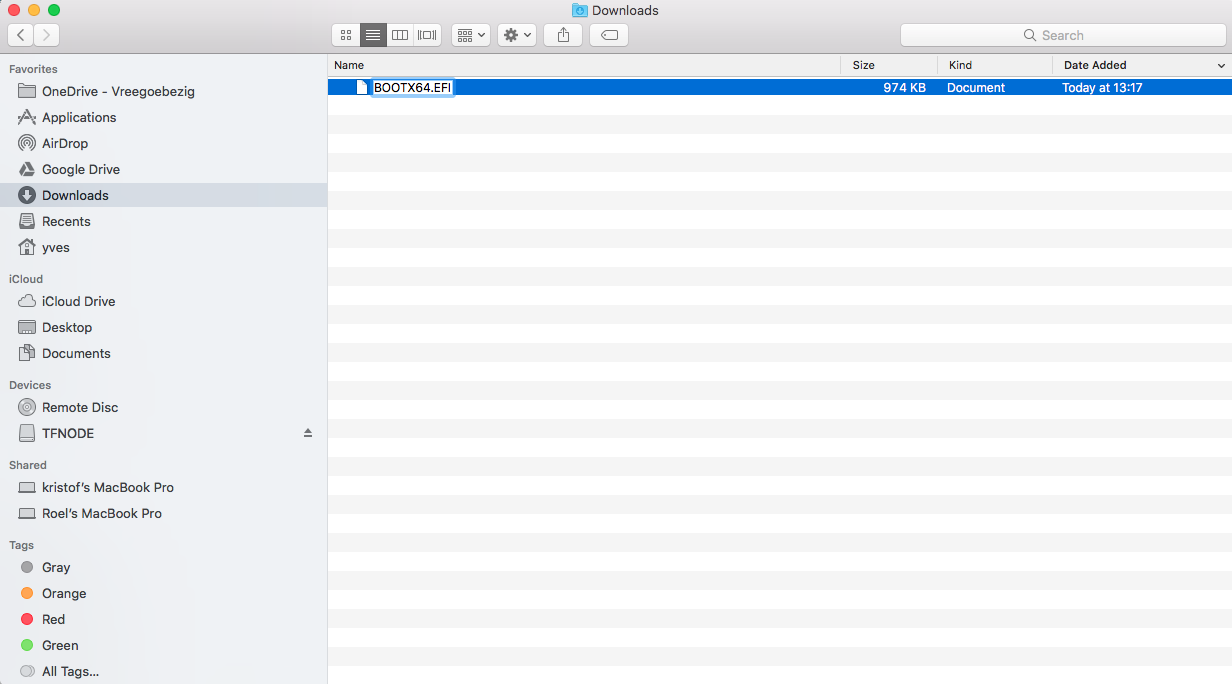 Downloads
Search
Favorites
OneDrive - Vreegoebezig
Applications
AirDrop
Google Drive
Downloads
Recents
yves
iCloud
iCloud Drive
Desktop
Documents
Devices
Remote Disc
TFNODE
Shared
kristof's MacBook Pro
Roel's MacBook Pro
Tags
Gray
Orange
Red
Green
All Tags...
Name Size Kind Date Added
BOOTX64.EFI 974 KB Document Today at 13:17